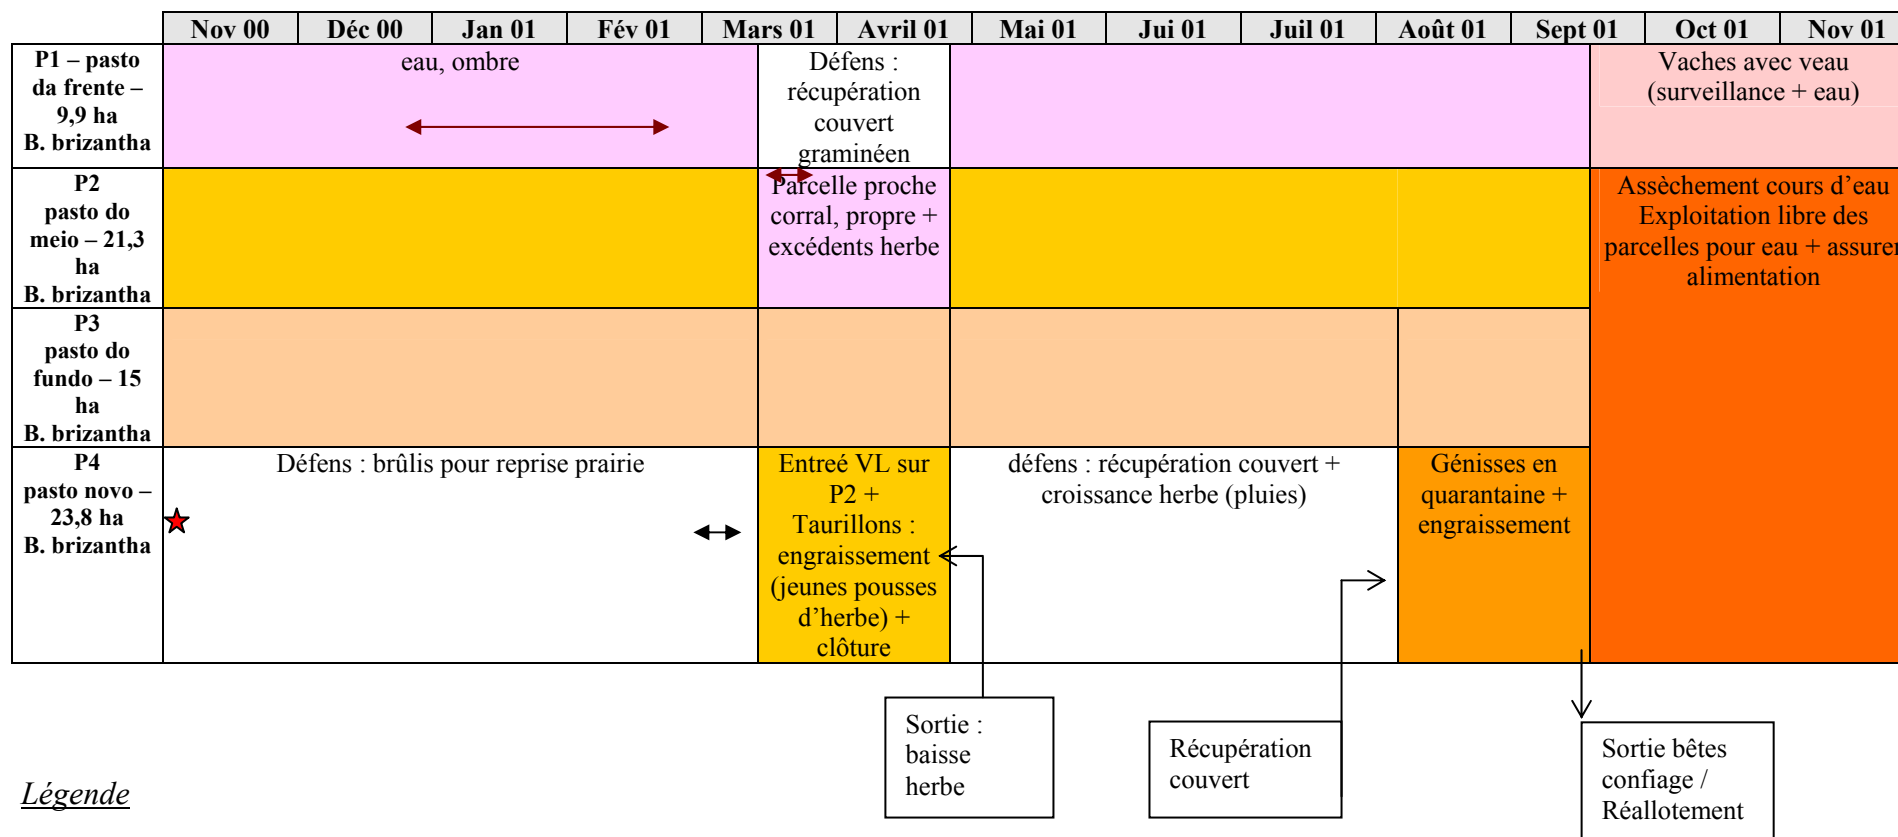 Nov 00 Déc 00 Jan 01 Fév 01 Mars 01 Avril 01 Mai 01 Jui 01 Juil 01 Août 01 Sept 01 Oct 01 Nov 01
P1 – pasto
da frente –
9,9 ha
B. brizantha
eau, ombre
Défens :
récupération
couvert
graminéen
Vaches avec veau
(surveillance + eau)
P2
pasto do
meio – 21,3
ha
B. brizantha
Parcelle proche
corral, propre +
excédents herbe
Assèchement cours d’eau
Exploitation libre des
parcelles pour eau + assurer
alimentation
P3
pasto do
fundo – 15
ha
B. brizantha
P4
pasto novo –
23,8 ha
B. brizantha
Défens : brûlis pour reprise prairie
Entreé VL sur
P2 +
Taurillons :
engraissement
(jeunes pousses
d’herbe) +
clôture
défens : récupération couvert +
croissance herbe (pluies)
Génisses en
quarantaine +
engraissement
Sortie :
baisse
herbe
Récupération
couvert
Sortie bêtes
confiage /
Réallotement
Légende